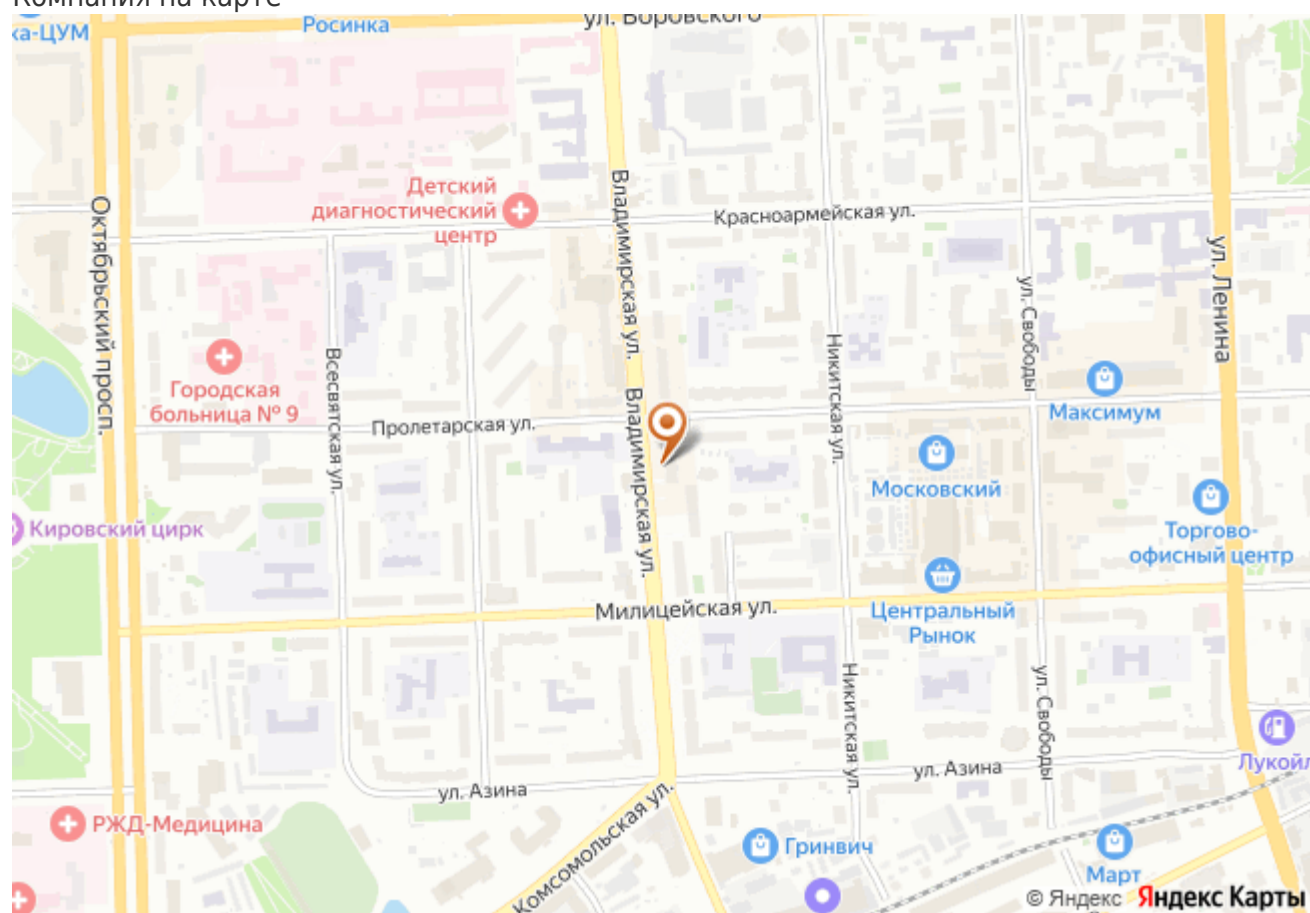 Компания на карте
ка-ЦУМ
Росинка
ул. Воровского
Детский
диагностический
центр
Владимирская ул.
Красноармейская ул.
Октябрьский просп.
ул. Ленина
ул. Свободы
Городская
больница № 9
Всесвятская ул.
Никитская ул.
Максимум
Владимирская ул.
Пролетарская ул.
Московский
Кировский цирк
Торгово-
офисный центр
Милицейская ул.
Центральный
Рынок
Никитская ул.
ул. Свободы
Лукойл
ул. Азина
ул. Азина
РЖД-Медицина
Комсомольская ул.
Гринвич
Март
© Яндекс Яндекс Карты